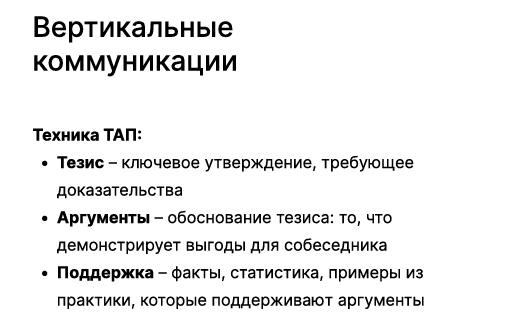 Вертикальные
коммуникации
Техника ТАП:
• Тезис – ключевое утверждение, требующее
доказательства
• Аргументы – обоснование тезиса: то, что
демонстрирует выгоды для собеседника
• Поддержка – факты, статистика, примеры из
практики, которые поддерживают аргументы